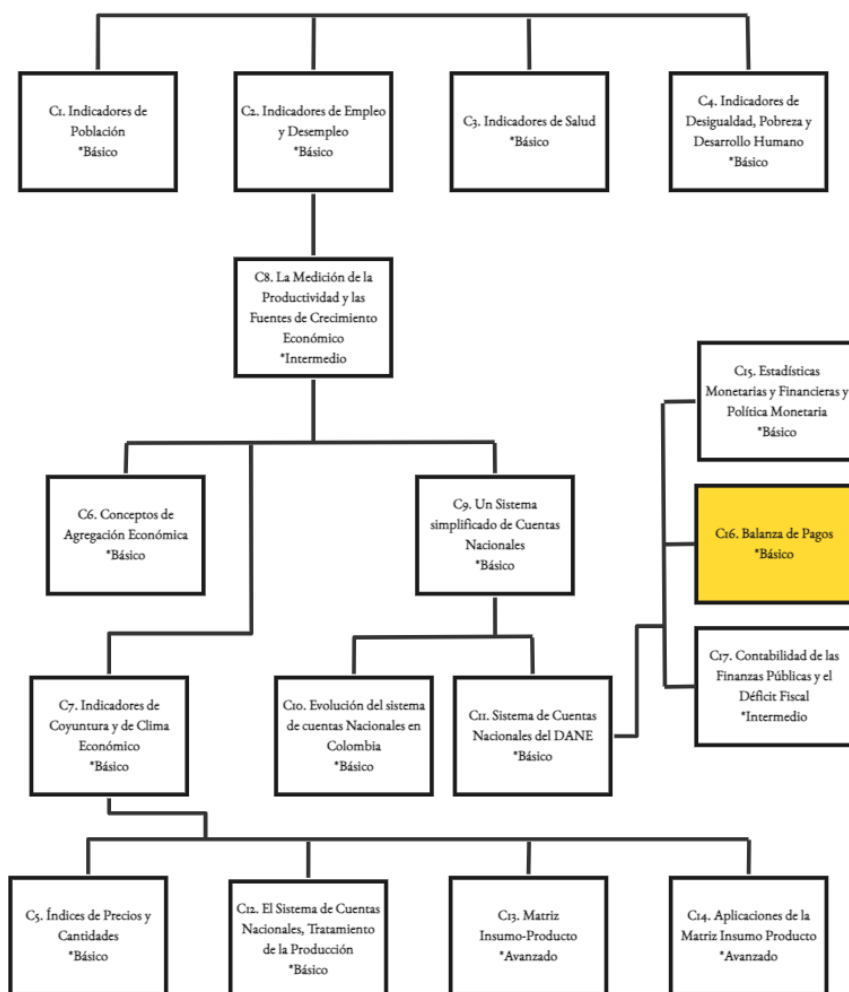 C1. Indicadores de
Población
*Básico
C2. Indicadores de Empleo
y Desempleo
*Básico
C3. Indicadores de Salud
*Básico
C4. Indicadores de
Desigualdad, Pobreza y
Desarrollo Humano
*Básico
C8. La Medición de la
Productividad y las
Fuentes de Crecimiento
Económico
*Intermedio
C15. Estadísticas
Monetarias y Financieras y
Política Monetaria
*Básico
C6. Conceptos de
Agregación Económica
*Básico
C9. Un Sistema
simplificado de Cuentas
Nacionales
*Básico
C16. Balanza de Pagos
*Básico
C7. Indicadores de
Coyuntura y de Clima
Económico
*Básico
C10. Evolución del sistema
de cuentas Nacionales en
Colombia
*Básico
C11. Sistema de Cuentas
Nacionales del DANE
*Básico
C17. Contabilidad de las
Finanzas Públicas y el
Déficit Fiscal
*Intermedio
C5. Índices de Precios y
Cantidades
*Básico
C12. El Sistema de Cuentas
Nacionales, Tratamiento
de la Producción
*Básico
C13. Matriz
Insumo-Producto
*Avanzado
C14. Aplicaciones de la
Matriz Insumo Producto
*Avanzado